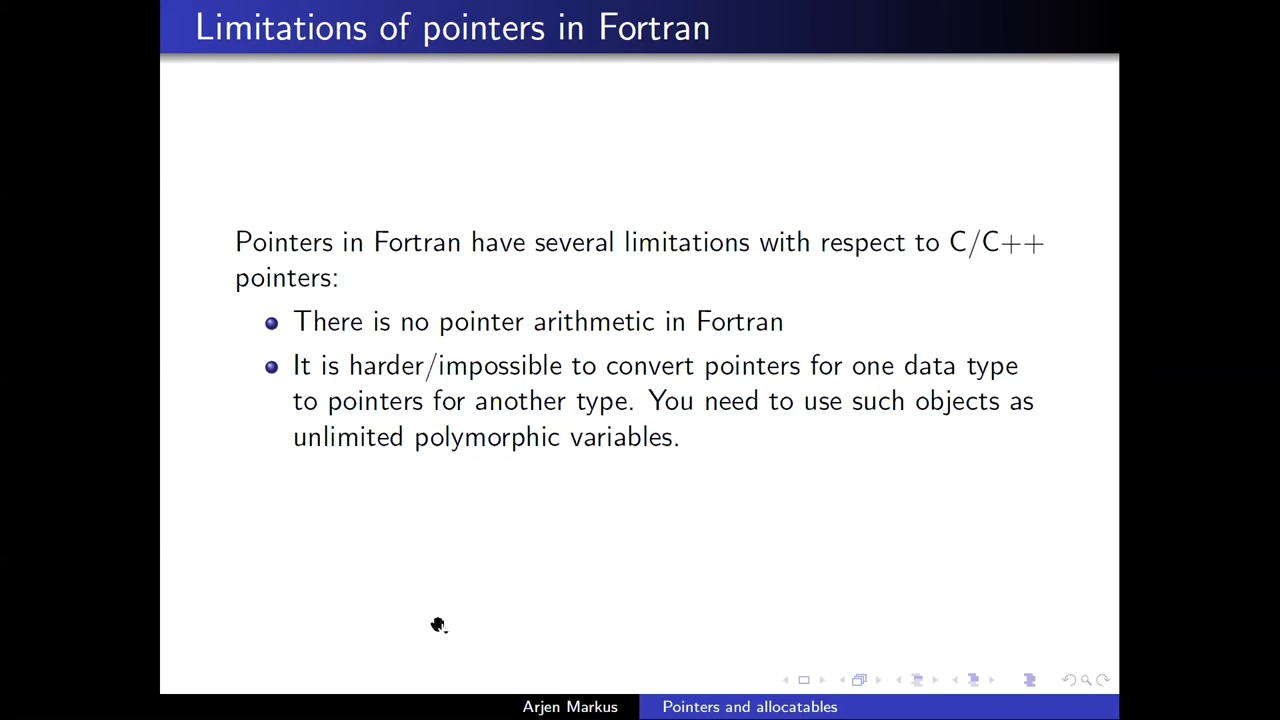 Limitations of pointers in Fortran
Pointers in Fortran have several limitations with respect to C/C++
pointers:
There is no pointer arithmetic in Fortran
It is harder/impossible to convert pointers for one data type
to pointers for another type. You need to use such objects as
unlimited polymorphic variables.
Arjen Markus
Pointers and allocatables